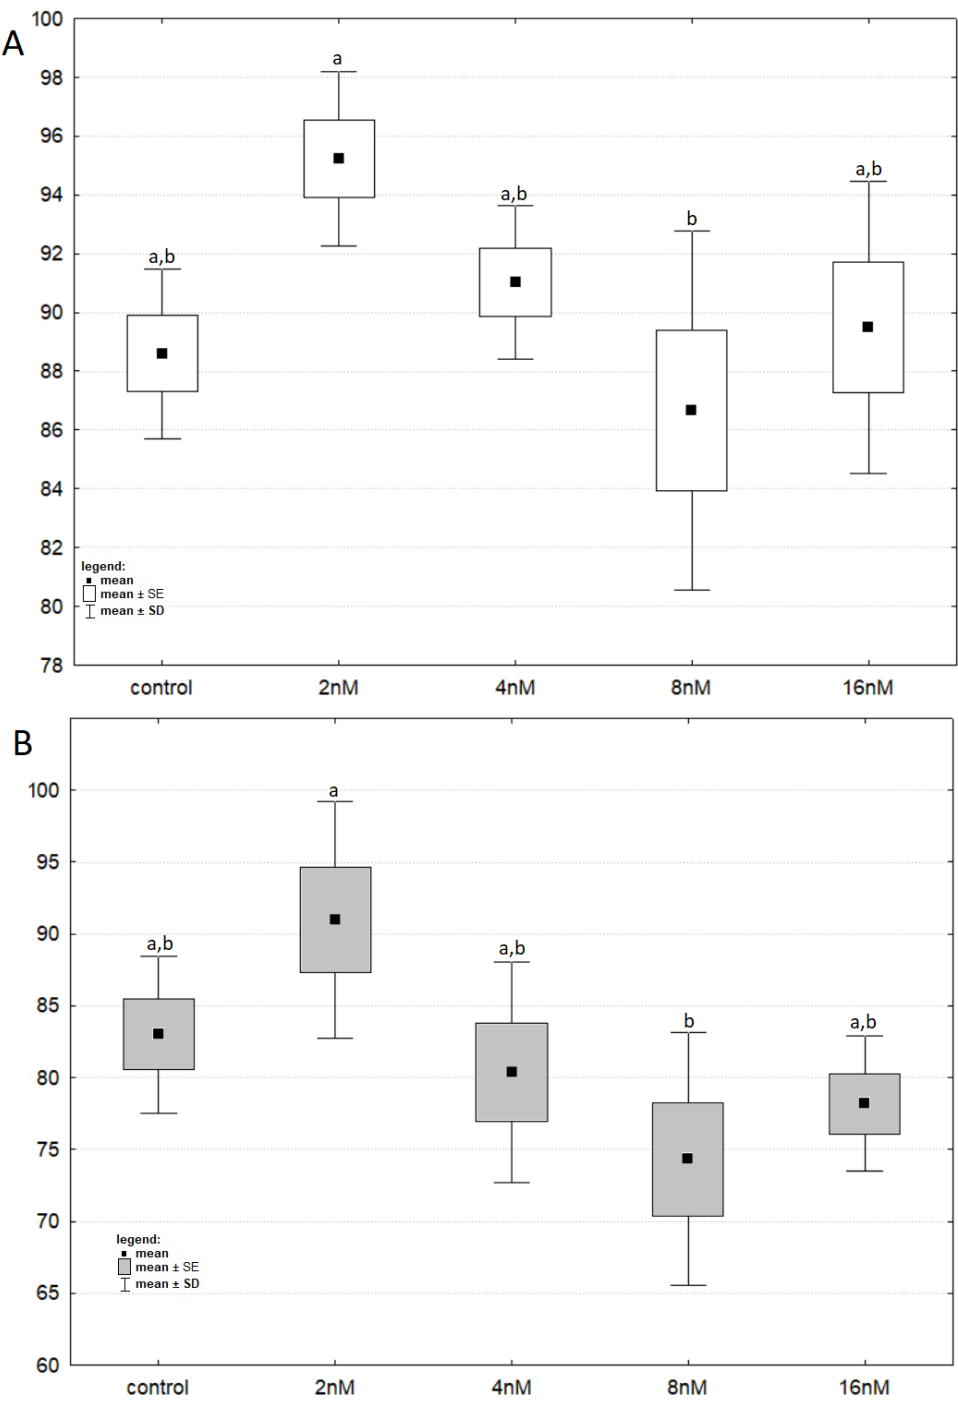 A
100
98
96
94
92
90
88
86
84
82
80
78
a
a,b
a,b
b
a,b
legend:
mean
mean ± SE
mean ± SD
control 2nM 4nM 8nM 16nM
B
100
95
90
85
80
75
70
65
60
a
a,b
a,b
b
a,b
legend:
mean
mean ± SE
mean ± SD
control 2nM 4nM 8nM 16nM